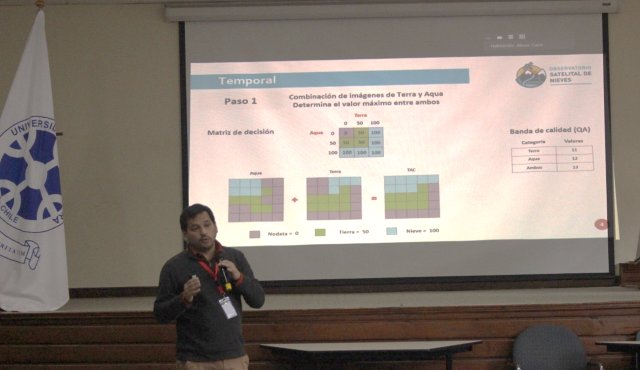 Temporal
OBSERVATORIO
SATELITAL DE
NIEVES
Paso 1
Combinación de imágenes de Terra y Aqua
Determina el valor máximo entre ambos
Terra
0 50 100
Matriz de decisión
Aqua 0 0 50 100
50 50 50 100
100 100 100 100
Banda de calidad (QA)
Categoría Valores
Terra 11
Aqua 12
Ambos 13
Aqua Terra TAC
+ =
Nodata = 0 Tierra = 50 Nieve = 100
4
UNIVERSI
CHILE